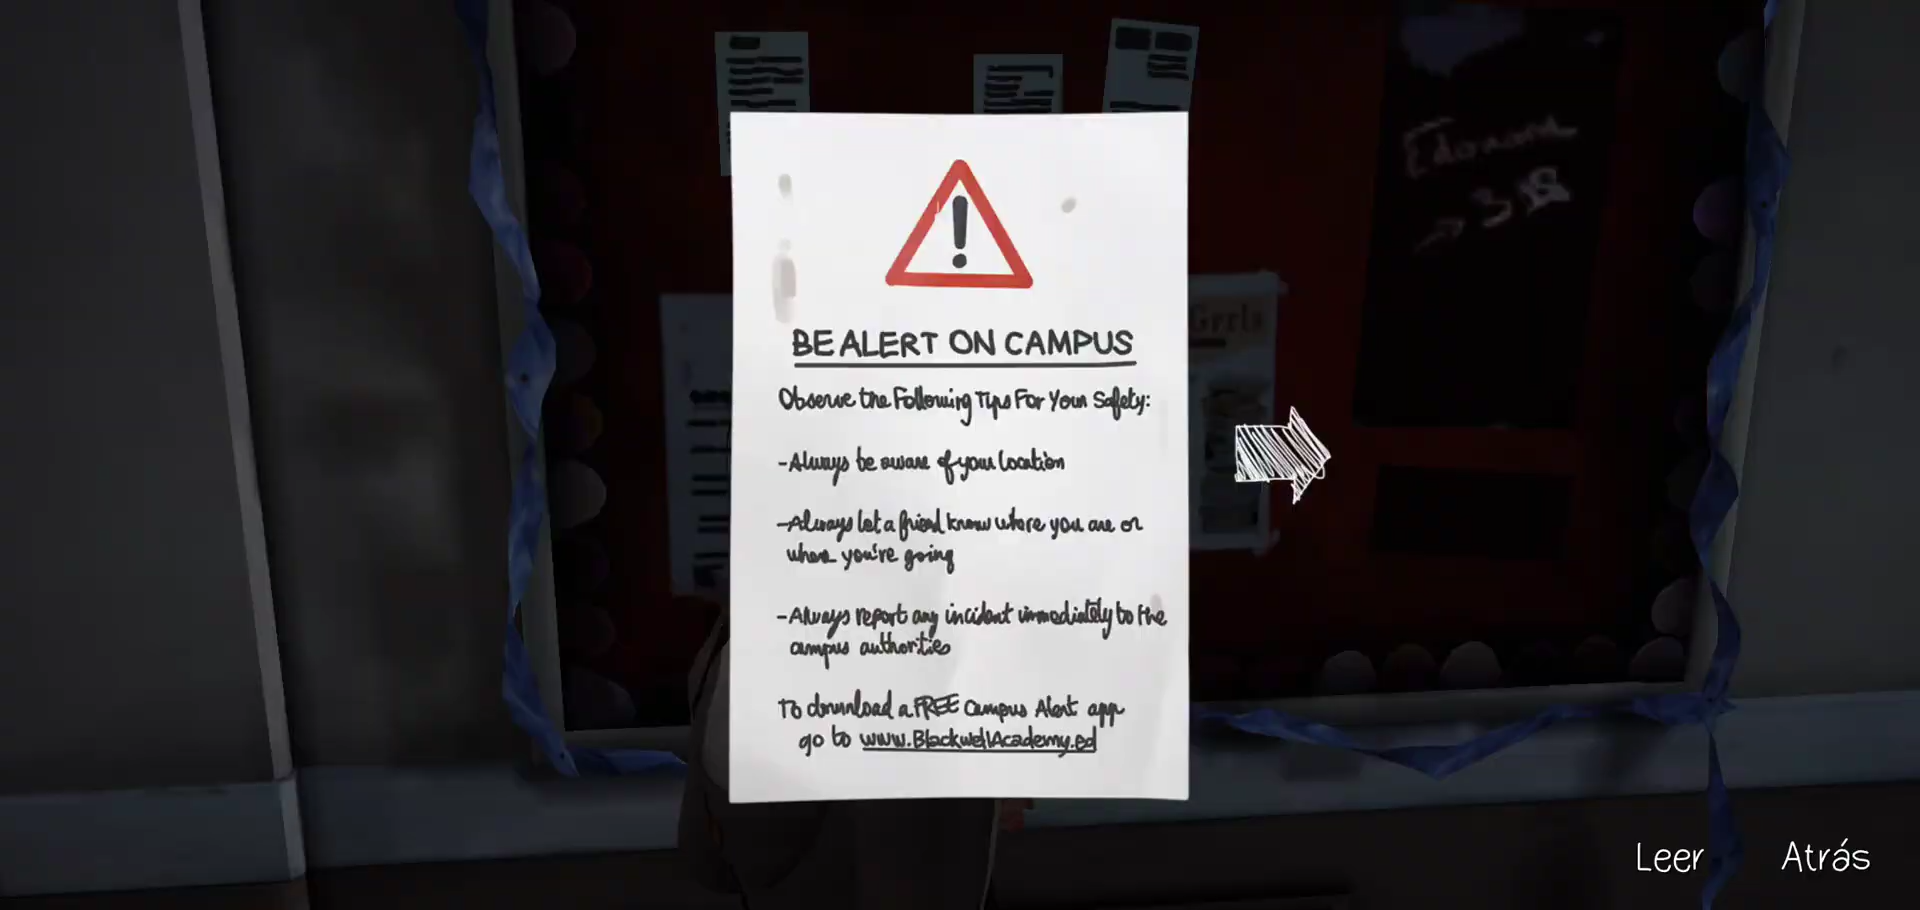 BE ALERT ON CAMPUS
Observe the Following Tips For Your Safety:
-Always be aware of your location
-Always let a friend know where you are or
where you're going
-Always report any incident immediately to the
campus authorities
To download a FREE Campus Alert app
go to www.BlackwellAcademy.ed
Grrls
Leer
Atrás